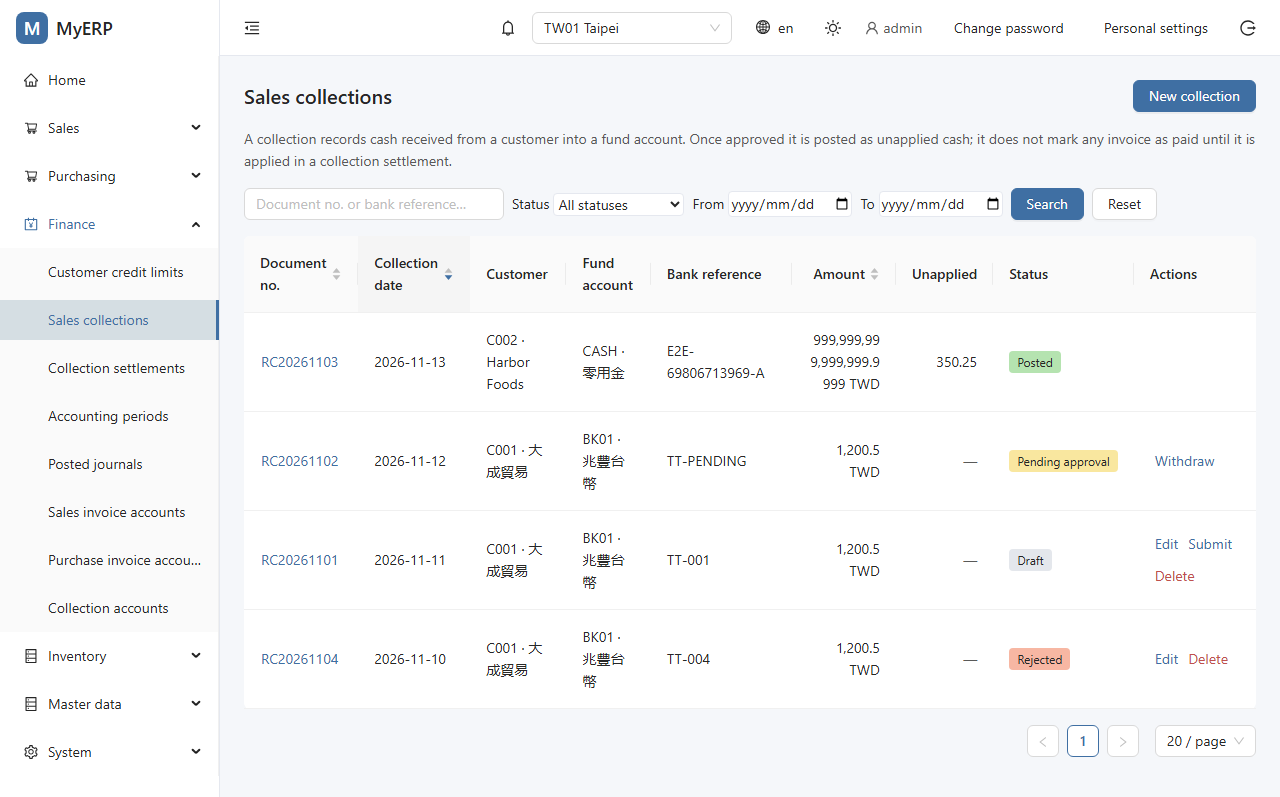 M MyERP
TW01 Taipei
en
admin
Change password
Personal settings
Home
Sales
Purchasing
Finance
Customer credit limits
Sales collections
Collection settlements
Accounting periods
Posted journals
Sales invoice accounts
Purchase invoice accou...
Collection accounts
Inventory
Master data
System
Sales collections
New collection
A collection records cash received from a customer into a fund account. Once approved it is posted as unapplied cash; it does not mark any invoice as paid until it is
applied in a collection settlement.
Document no. or bank reference... Status All statuses From yyyy/mm/dd To yyyy/mm/dd Search Reset
Document
no.
Collection
date
Customer
Fund
account
Bank reference
Amount
Unapplied
Status
Actions
RC20261103
2026-11-13
C002 ·
Harbor
Foods
CASH ·
零用金
E2E-
69806713969-A
999,999,99
9,999,999.9
999 TWD
350.25
Posted
RC20261102
2026-11-12
C001 · 大
成貿易
BK01 ·
兆豐台
幣
TT-PENDING
1,200.5
TWD
—
Pending approval
Withdraw
RC20261101
2026-11-11
C001 · 大
成貿易
BK01 ·
兆豐台
幣
TT-001
1,200.5
TWD
—
Draft
Edit Submit
Delete
RC20261104
2026-11-10
C001 · 大
成貿易
BK01 ·
兆豐台
幣
TT-004
1,200.5
TWD
—
Rejected
Edit Delete
< 1 > 20 / page